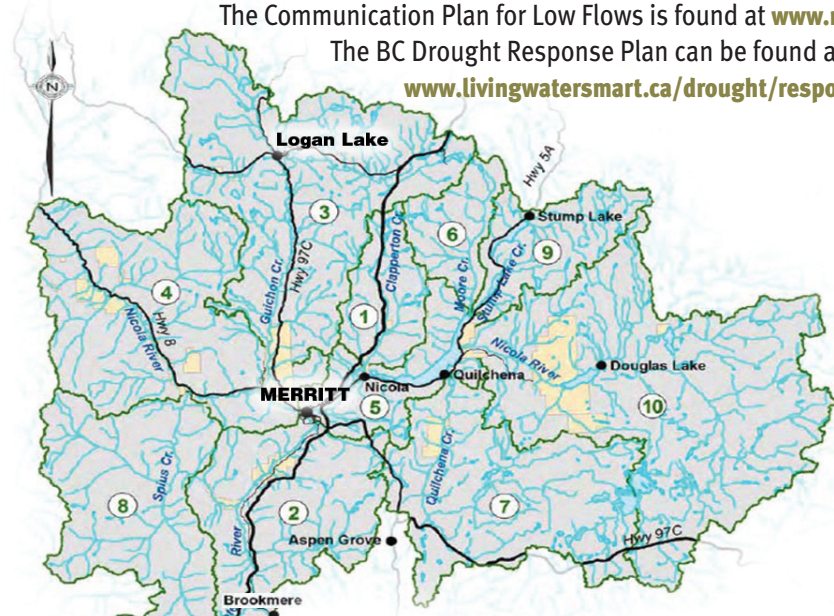 The Communication Plan for Low Flows is found at www.
The BC Drought Response Plan can be found a
www.livingwatersmart.ca/drought/respo
N
Logan Lake
Hwy 5A
3
6
Stump Lake
9
Guichon Cr.
Hwy 97C
Clapperton Cr.
Moore Cr.
Stump Lake Cr.
4
1
Nicola River
Hwy 8
Nicola River
Douglas Lake
Nicola
Quilchena
MERRITT
5
10
8
Spius Cr.
Quilchena Cr.
7
2
River
Aspen Grove
Hwy 97C
Brookmere